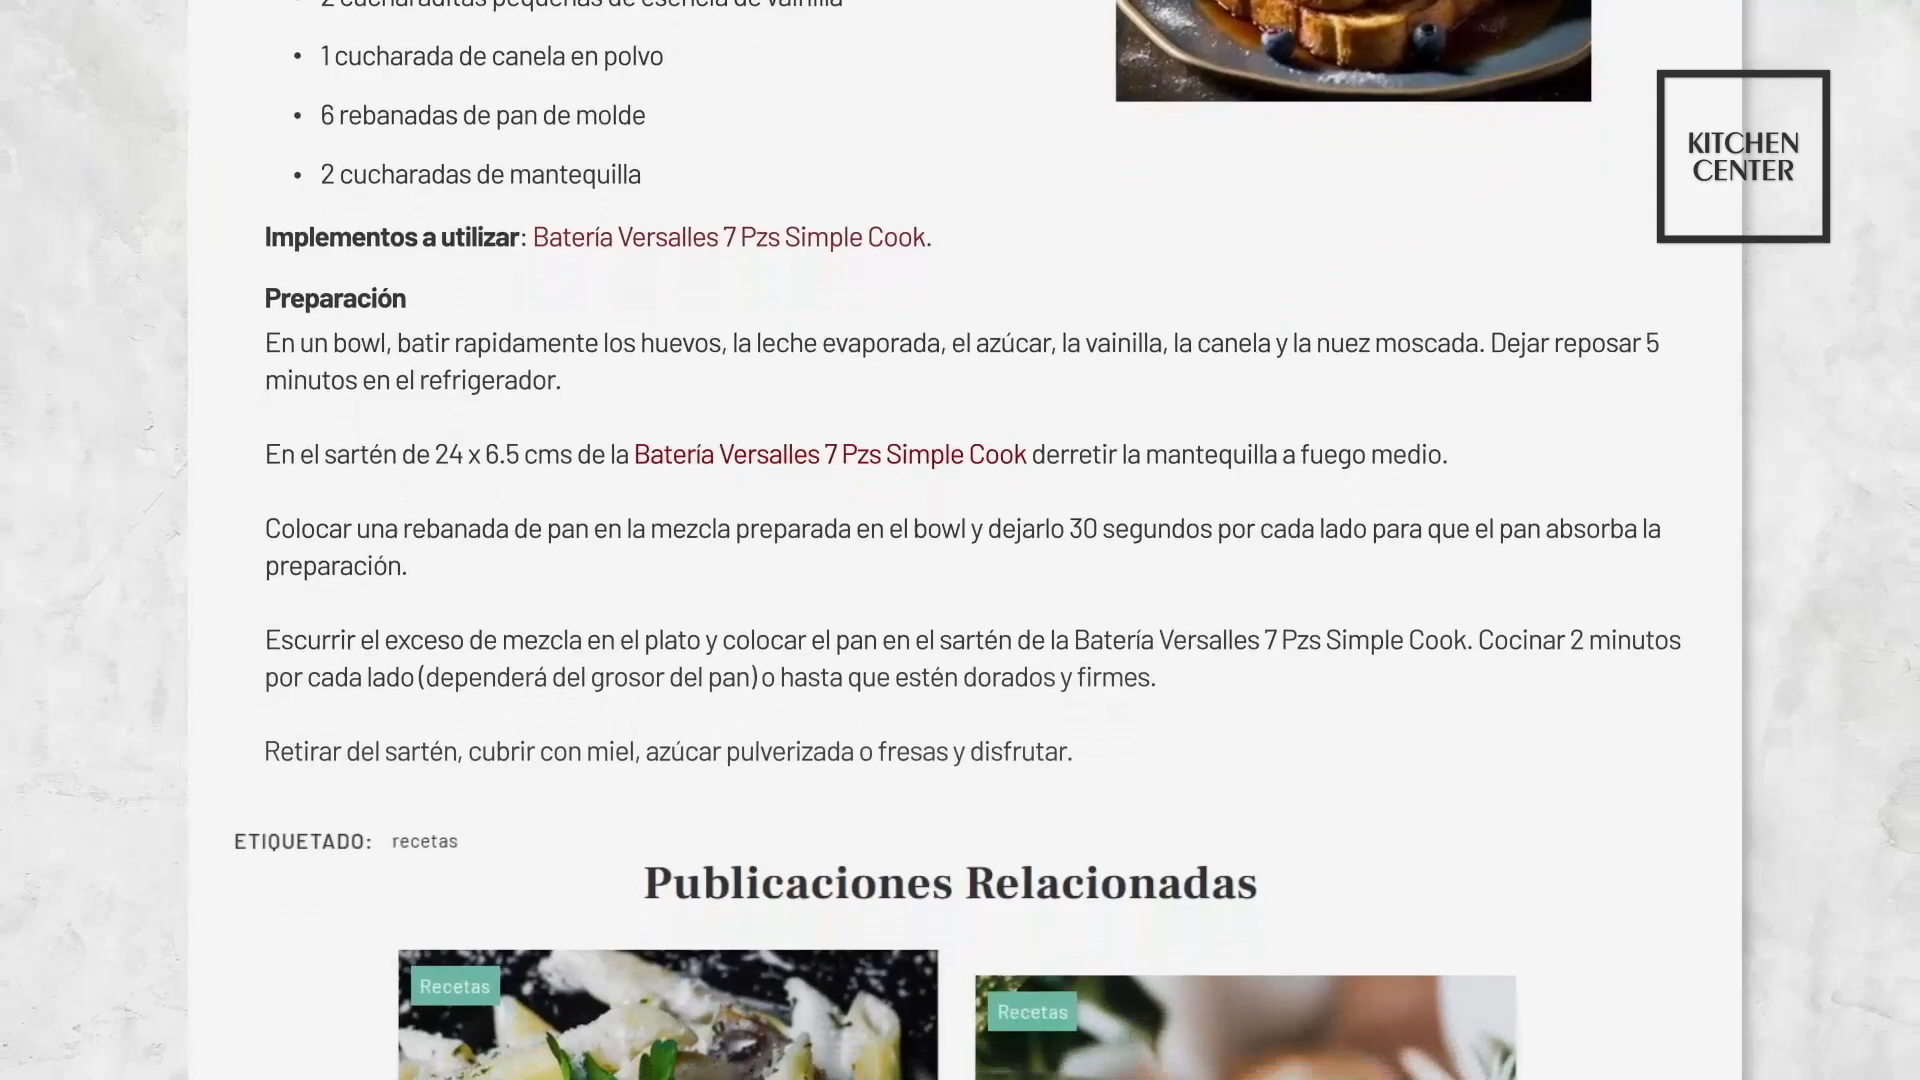 • 2 cucharaditas pequeñas de esencia de vainilla
• 1 cucharada de canela en polvo
• 6 rebanadas de pan de molde
• 2 cucharadas de mantequilla
KITCHEN
CENTER
Implementos a utilizar: Batería Versalles 7 Pzs Simple Cook.
Preparación
En un bowl, batir rapidamente los huevos, la leche evaporada, el azúcar, la vainilla, la canela y la nuez moscada. Dejar reposar 5
minutos en el refrigerador.
En el sartén de 24 x 6.5 cms de la Batería Versalles 7 Pzs Simple Cook derretir la mantequilla a fuego medio.
Colocar una rebanada de pan en la mezcla preparada en el bowl y dejarlo 30 segundos por cada lado para que el pan absorba la
preparación.
Escurrir el exceso de mezcla en el plato y colocar el pan en el sartén de la Batería Versalles 7 Pzs Simple Cook. Cocinar 2 minutos
por cada lado (dependerá del grosor del pan) o hasta que estén dorados y firmes.
Retirar del sartén, cubrir con miel, azúcar pulverizada o fresas y disfrutar.
ETIQUETADO: recetas
Publicaciones Relacionadas
Recetas
Recetas